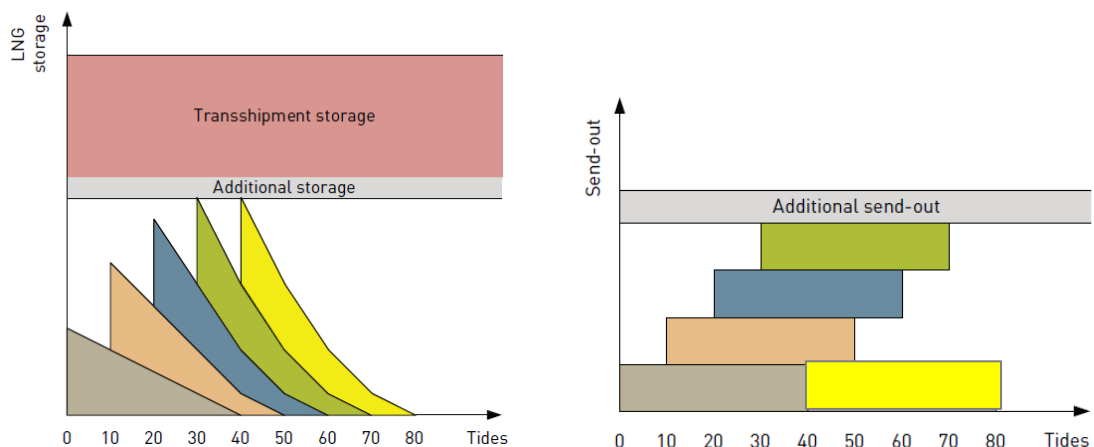 LNG
storage
Transshipment storage
Additional storage
0 10 20 30 40 50 60 70 80 Tides
Send-out
Additional send-out
0 10 20 30 40 50 60 70 80 Tides